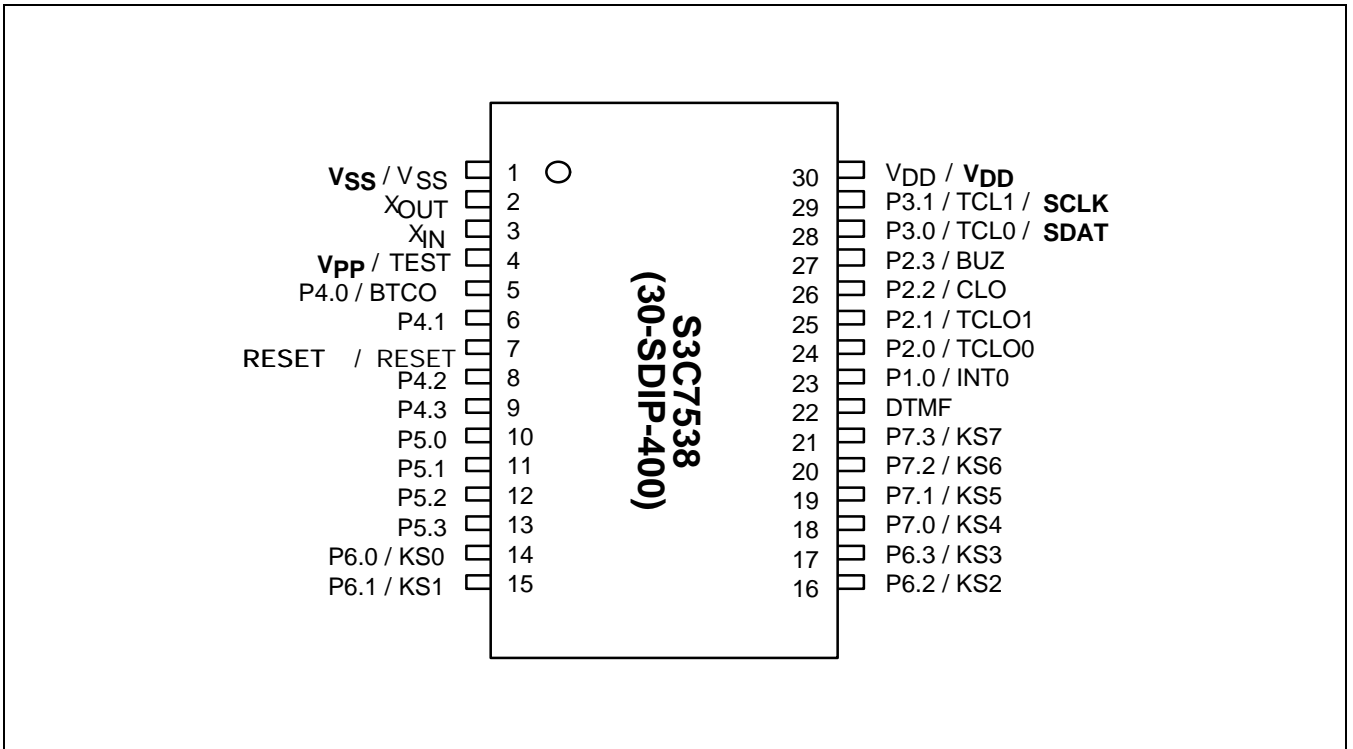 VSS / VSS 1
XOUT 2
XIN 3
VPP / TEST 4
P4.0 / BTCO 5
P4.1 6
RESET / RESET 7
P4.2 8
P4.3 9
P5.0 10
P5.1 11
P5.2 12
P5.3 13
P6.0 / KS0 14
P6.1 / KS1 15
S3C7538
(30-SDIP-400)
30 VDD / VDD
29 P3.1 / TCL1 / SCLK
28 P3.0 / TCL0 / SDAT
27 P2.3 / BUZ
26 P2.2 / CLO
25 P2.1 / TCLO1
24 P2.0 / TCLO0
23 P1.0 / INT0
22 DTMF
21 P7.3 / KS7
20 P7.2 / KS6
19 P7.1 / KS5
18 P7.0 / KS4
17 P6.3 / KS3
16 P6.2 / KS2